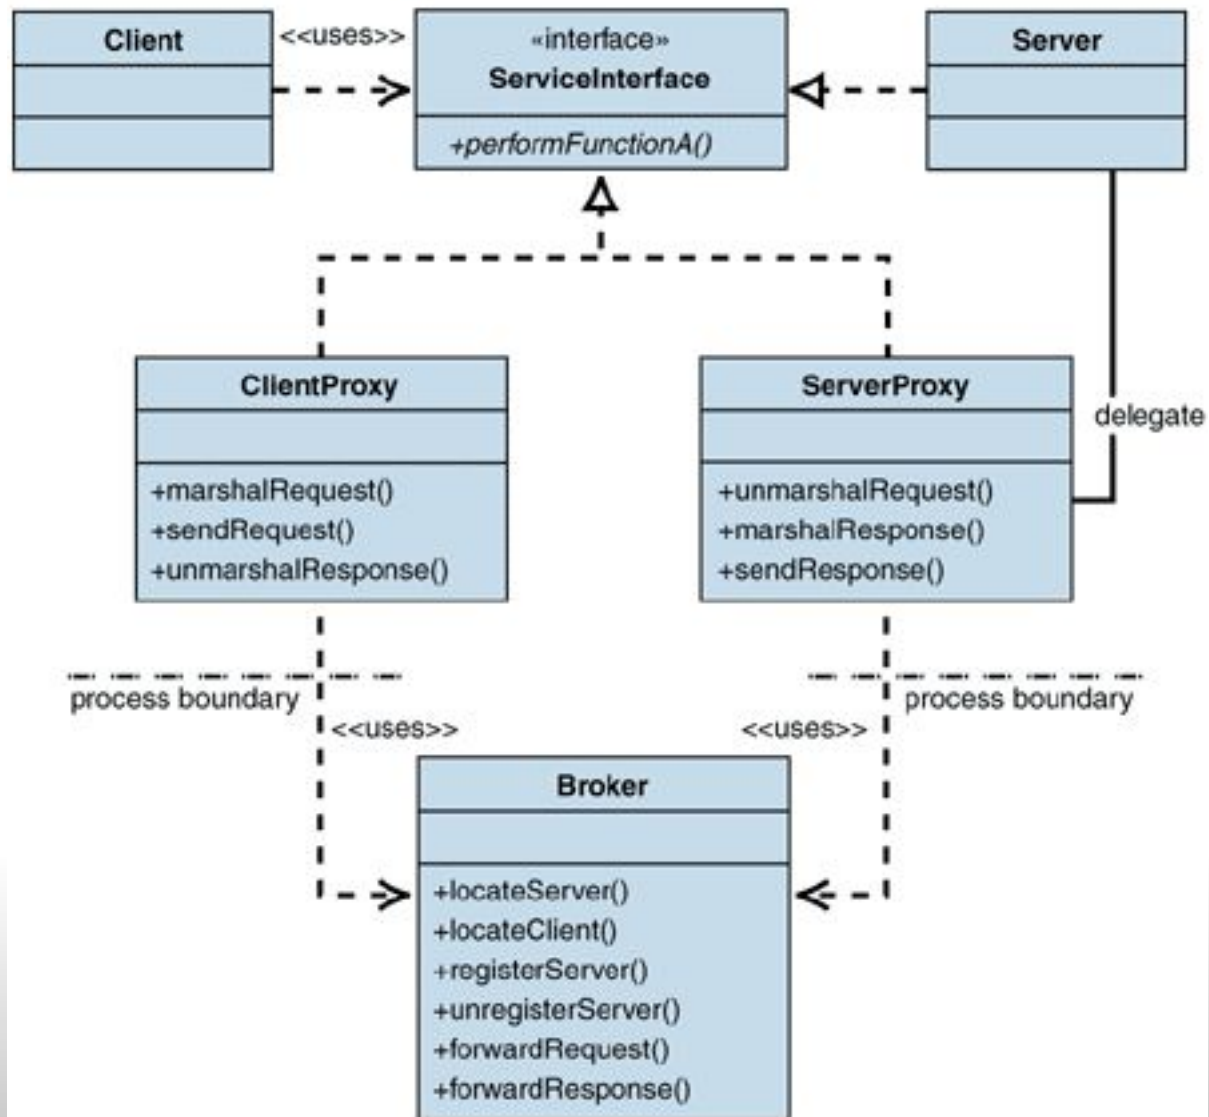 Client
<<uses>>
«interface»
ServiceInterface
+performFunctionA()
Server
ClientProxy
+marshalRequest()
+sendRequest()
+unmarshalResponse()
ServerProxy
+unmarshalRequest()
+marshalResponse()
+sendResponse()
delegate
process boundary
<<uses>>
process boundary
<<uses>>
Broker
+locateServer()
+locateClient()
+registerServer()
+unregisterServer()
+forwardRequest()
+forwardResponse()